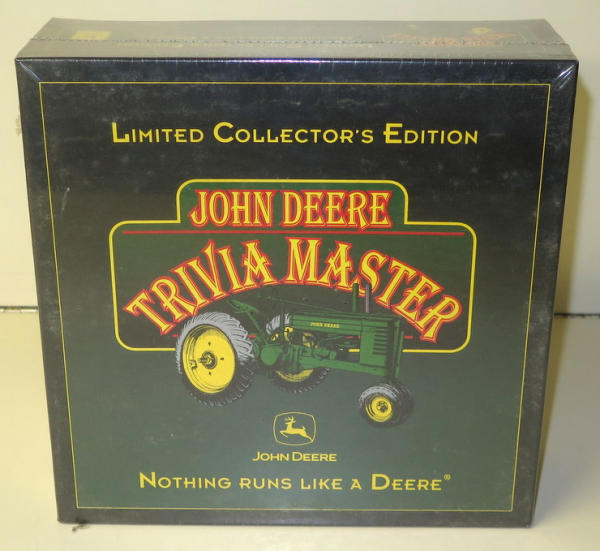 LIMITED COLLECTOR'S EDITION
JOHN DEERE
TRIVIA MASTER
JOHN DEERE
JOHN DEERE
NOTHING RUNS LIKE A DEERE®